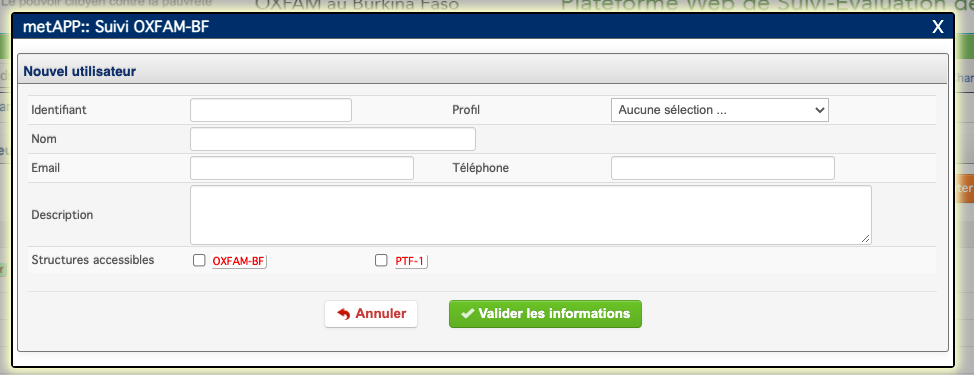 Le pouvoir citoyen contre la pauvreté
OXFAM au Burkina Faso
Plateforme Web de Suivi-Evaluation de
metAPP:: Suivi OXFAM-BF X
Nouvel utilisateur
Identifiant Profil Aucune sélection ...
Nom
Email Téléphone
Description
Structures accessibles OXFAM-BF PTF-1
Annuler Valider les informations